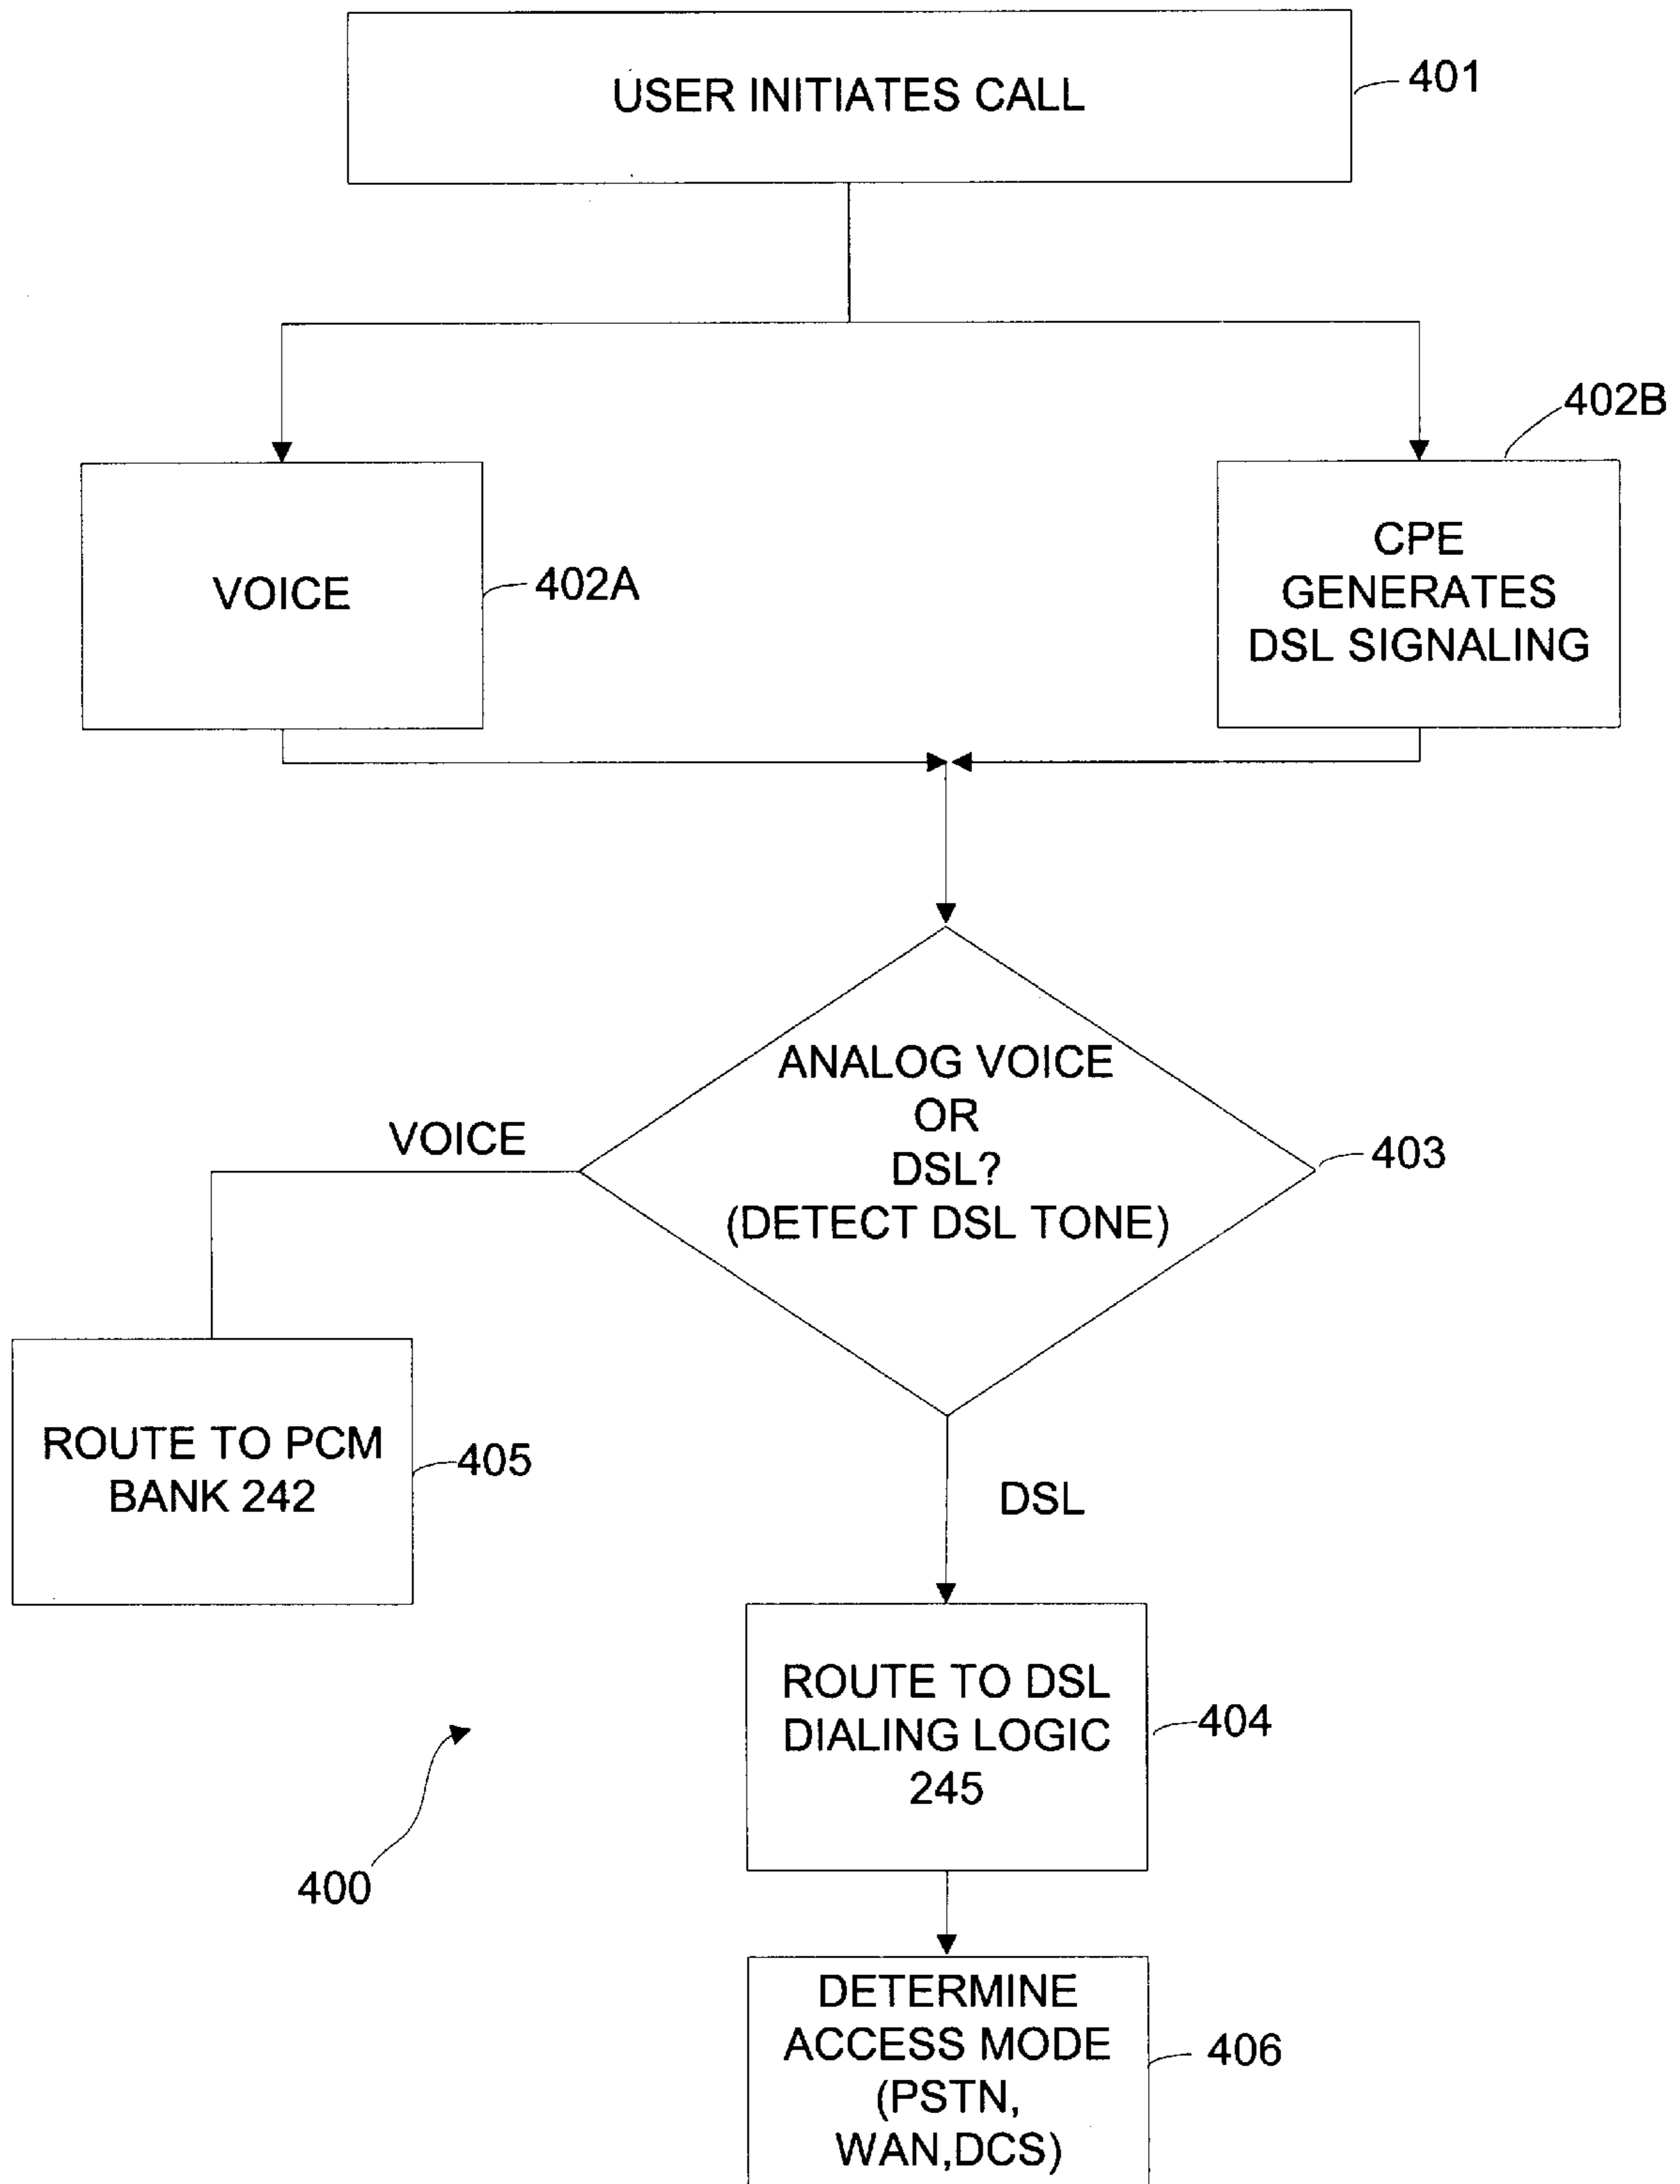 USER INITIATES CALL
401
402B
VOICE
402A
CPE
GENERATES
DSL SIGNALING
ANALOG VOICE
OR
DSL?
(DETECT DSL TONE)
403
VOICE
ROUTE TO PCM
BANK 242
405
DSL
ROUTE TO DSL
DIALING LOGIC
245
404
400
DETERMINE
ACCESS MODE
(PSTN,
WAN,DCS)
406